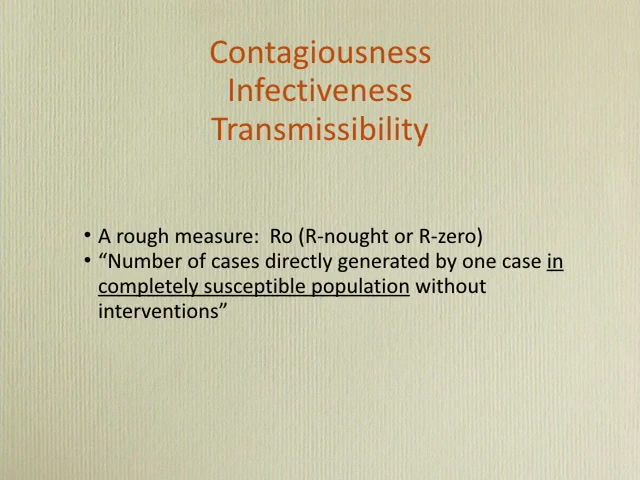 Contagiousness
Infectiveness
Transmissibility
• A rough measure:  Ro (R-nought or R-zero)
• “Number of cases directly generated by one case in
completely susceptible population without
interventions”